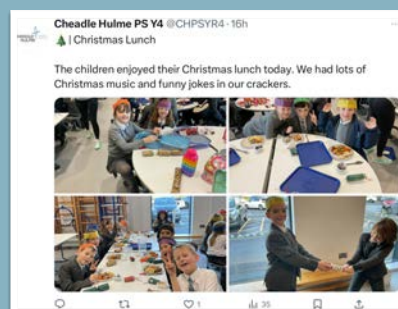 Cheadle Hulme PS Y4 @CHPSYR4 · 16h
🎄 | Christmas Lunch
The children enjoyed their Christmas lunch today. We had lots of
Christmas music and funny jokes in our crackers.
1
35